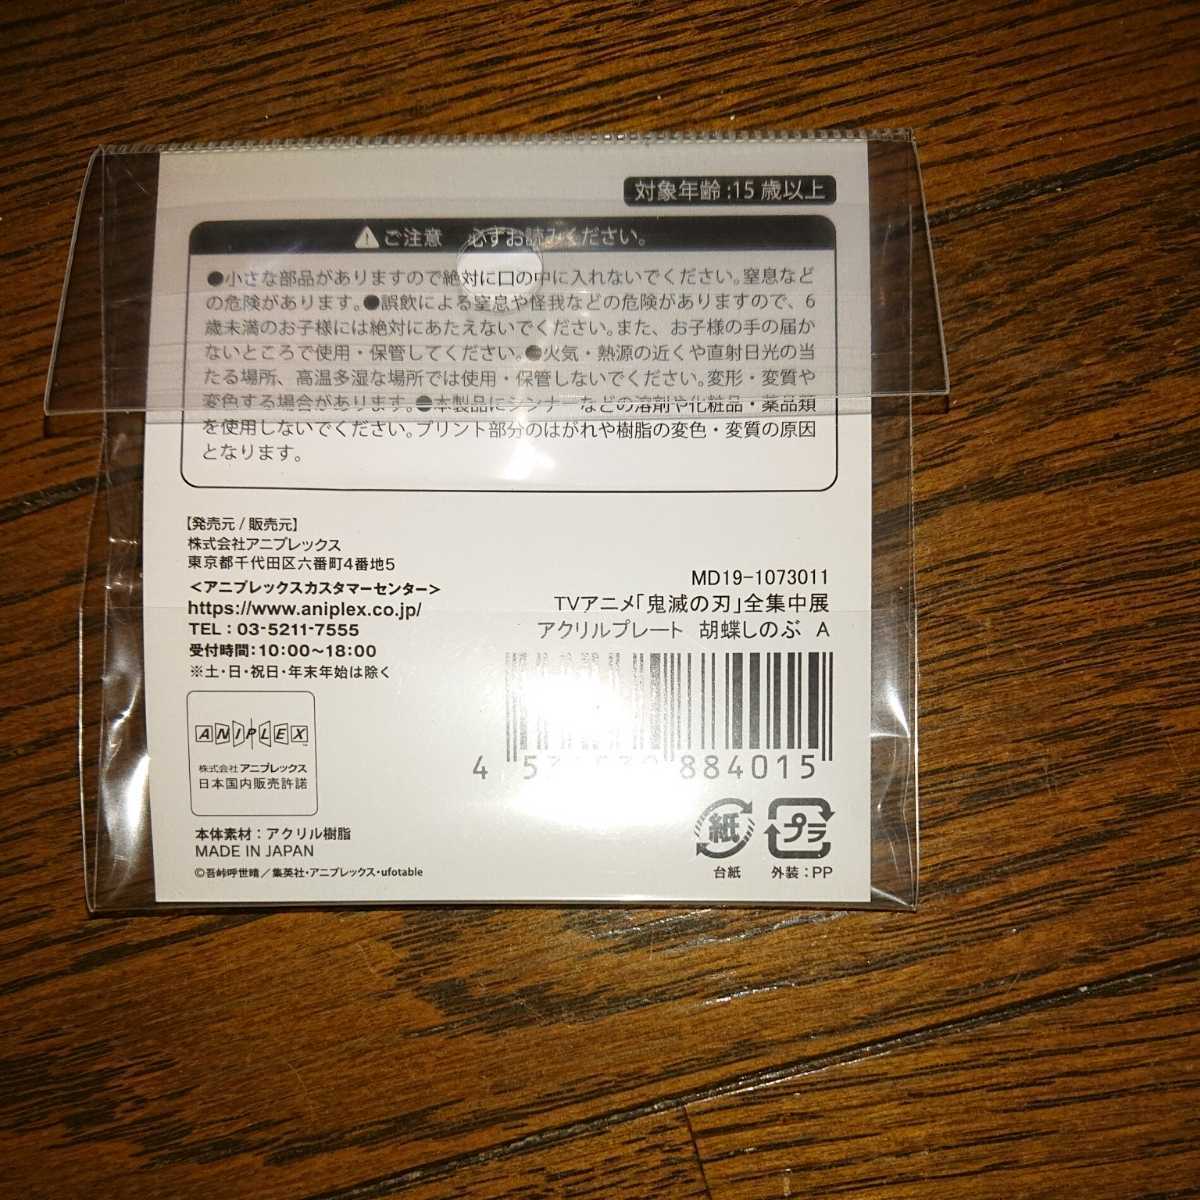 対象年齢:15歳以上
ご注意 必ずお読みください。
●小さな部品がありますので絶対に口の中に入れないでください。窒息など
の危険があります。●誤飲による窒息や怪我などの危険がありますので、6
歳未満のお子様には絶対にあたえないでください。また、お子様の手の届か
ないところで使用・保管してください。●火気・熱源の近くや直射日光の当
たる場所、高温多湿な場所では使用・保管しないでください。変形・変質や
変色する場合があります。●本製品にシンナーなどの溶剤や化粧品・薬品類
を使用しないでください。プリント部分のはがれや樹脂の変色・変質の原因
となります。
【発売元/販売元】
株式会社アニプレックス
東京都千代田区六番町4番地5
<アニプレックスカスタマーセンター>
https://www.aniplex.co.jp/
TEL:03-5211-7555
受付時間:10:00～18:00
※土・日・祝日・年末年始は除く
MD19-1073011
TVアニメ「鬼滅の刃」全集中展
アクリルプレート 胡蝶しのぶ A
4 884015
ANIPLEX
株式会社アニプレックス
日本国内販売許諾
本体素材:アクリル樹脂
MADE IN JAPAN
©吾峠呼世晴/集英社・アニプレックス・ufotable
紙
台紙
プラ
外装:PP